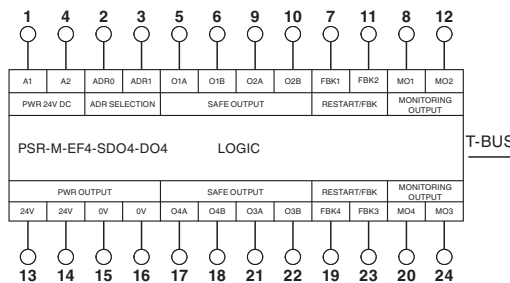 1 4 2 3 5 6 9 10 7 11 8 12
A1 A2 ADR0 ADR1 O1A O1B O2A O2B FBK1 FBK2 MO1 MO2
PWR 24V DC ADR SELECTION SAFE OUTPUT RESTART/FBK MONITORING
OUTPUT
PSR-M-EF4-SDO4-DO4 LOGIC T-BUS
PWR OUTPUT SAFE OUTPUT RESTART/FBK MONITORING
OUTPUT
24V 24V 0V 0V O4A O4B O3A O3B FBK4 FBK3 MO4 MO3
13 14 15 16 17 18 21 22 19 23 20 24